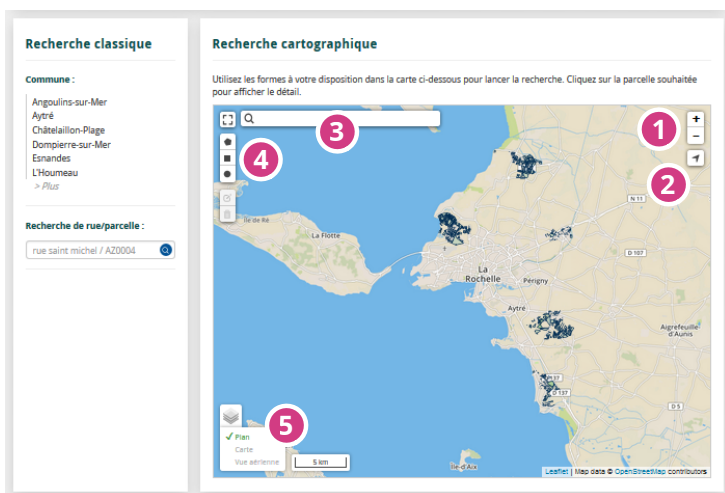 Recherche classique
Commune :
Angoulins-sur-Mer
Aytré
Châtelaillon-Plage
Dompierre-sur-Mer
Esnandes
L'Houmeau
> Plus
Recherche de rue/parcelle :
rue saint michel / AZ0004
Recherche cartographique
Utilisez les formes à votre disposition dans la carte ci-dessous pour lancer la recherche. Cliquez sur la parcelle souhaitée
pour afficher le détail.
+
1
3
−
4
2
N 11
Ile de Ré
La Flotte
D 107
La
Rochelle
Périgny
Aytré
Aigrefeuille-
d'Aunis
D 137
D 5
5
Plan
Carte
Vue aérienne
5 km
Ile-d'Aix
Leaflet | Map data © OpenStreetMap contributors